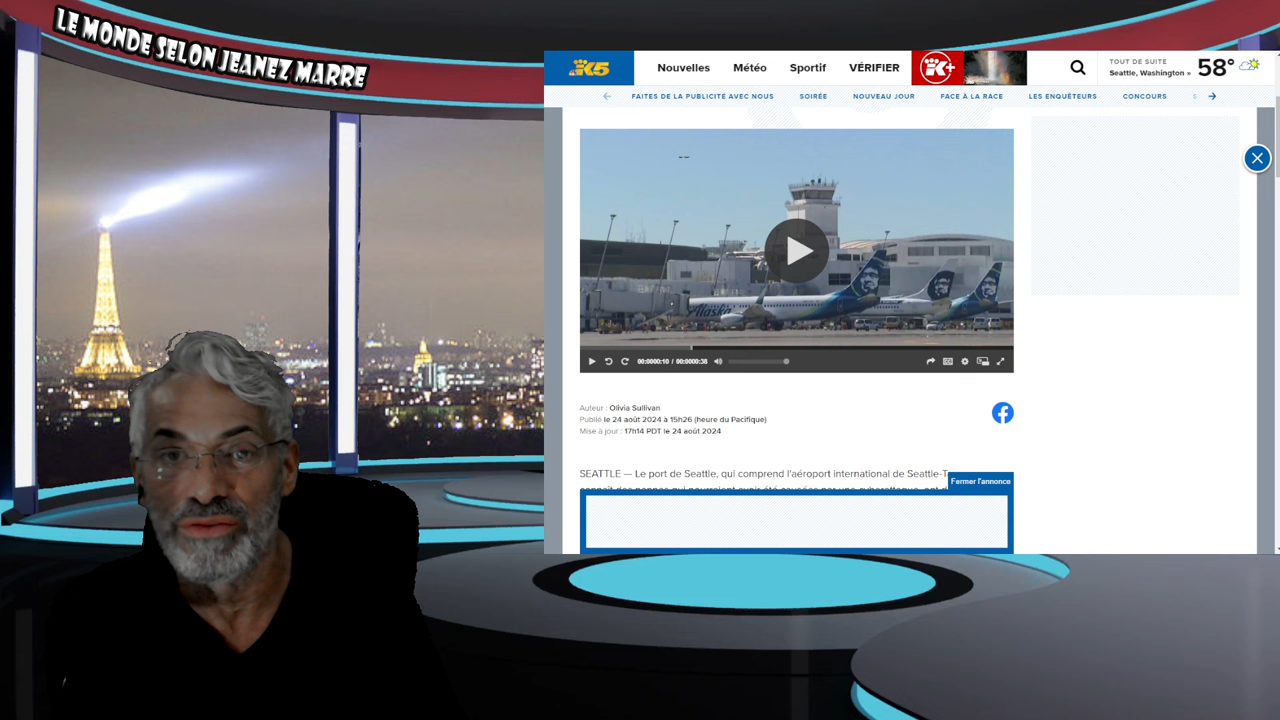 LE MONDE SELON JEANEZ MARRE
K5
Nouvelles
Météo
Sportif
VÉRIFIER
K+
TOUT DE SUITE
Seattle, Washington »
58°
FAITES DE LA PUBLICITÉ AVEC NOUS
SOIRÉE
NOUVEAU JOUR
FACE À LA RACE
LES ENQUÊTEURS
CONCOURS
S
Alaska
00:0000:10 / 00:0000:38
Auteur : Olivia Sullivan
Publié le 24 août 2024 à 15h26 (heure du Pacifique)
Mise à jour : 17h14 PDT le 24 août 2024
SEATTLE — Le port de Seattle, qui comprend l'aéroport international de Seattle-T
Fermer l'annonce